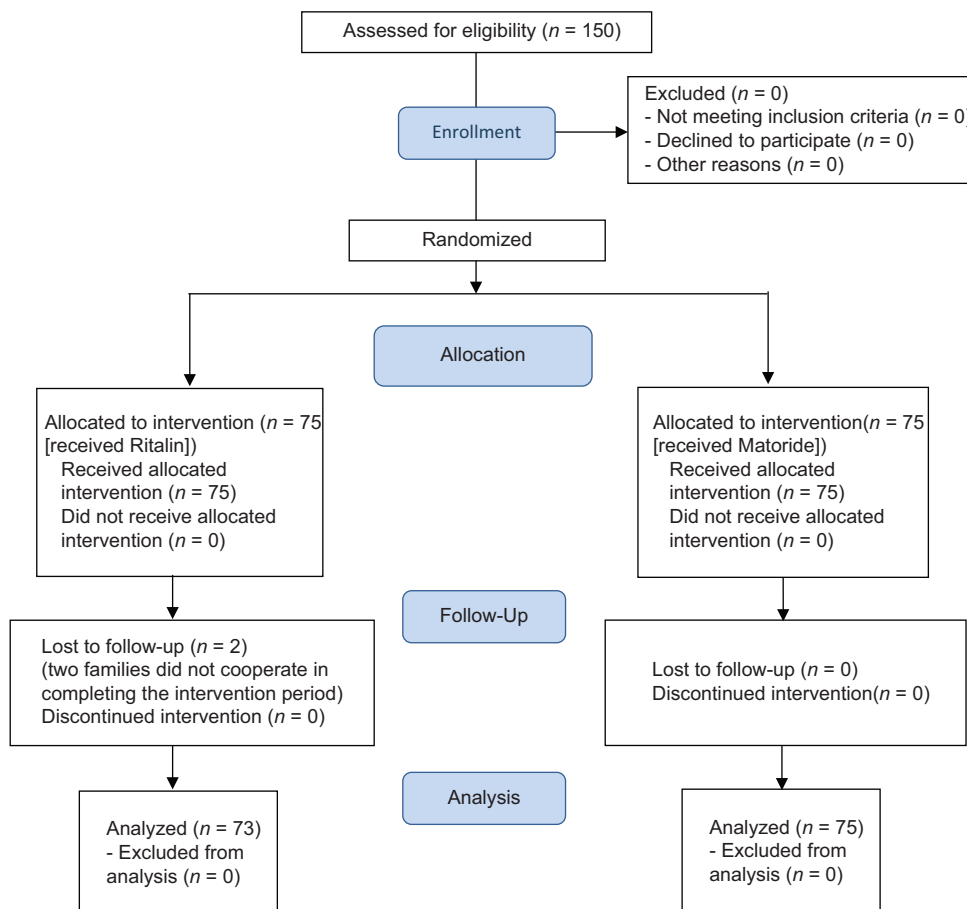 Assessed for eligibility (n = 150)
Enrollment
Excluded (n = 0)
- Not meeting inclusion criteria (n = 0)
- Declined to participate (n = 0)
- Other reasons (n = 0)
Randomized
Allocation
Allocated to intervention (n = 75
[received Ritalin])
Received allocated
intervention (n = 75)
Did not receive allocated
intervention (n = 0)
Allocated to intervention(n = 75
[received Matoride])
Received allocated
intervention (n = 75)
Did not receive allocated
intervention (n = 0)
Follow-Up
Lost to follow-up (n = 2)
(two families did not cooperate in
completing the intervention period)
Discontinued intervention (n = 0)
Lost to follow-up (n = 0)
Discontinued intervention(n = 0)
Analysis
Analyzed (n = 73)
- Excluded from
analysis (n = 0)
Analyzed (n = 75)
- Excluded from
analysis (n = 0)